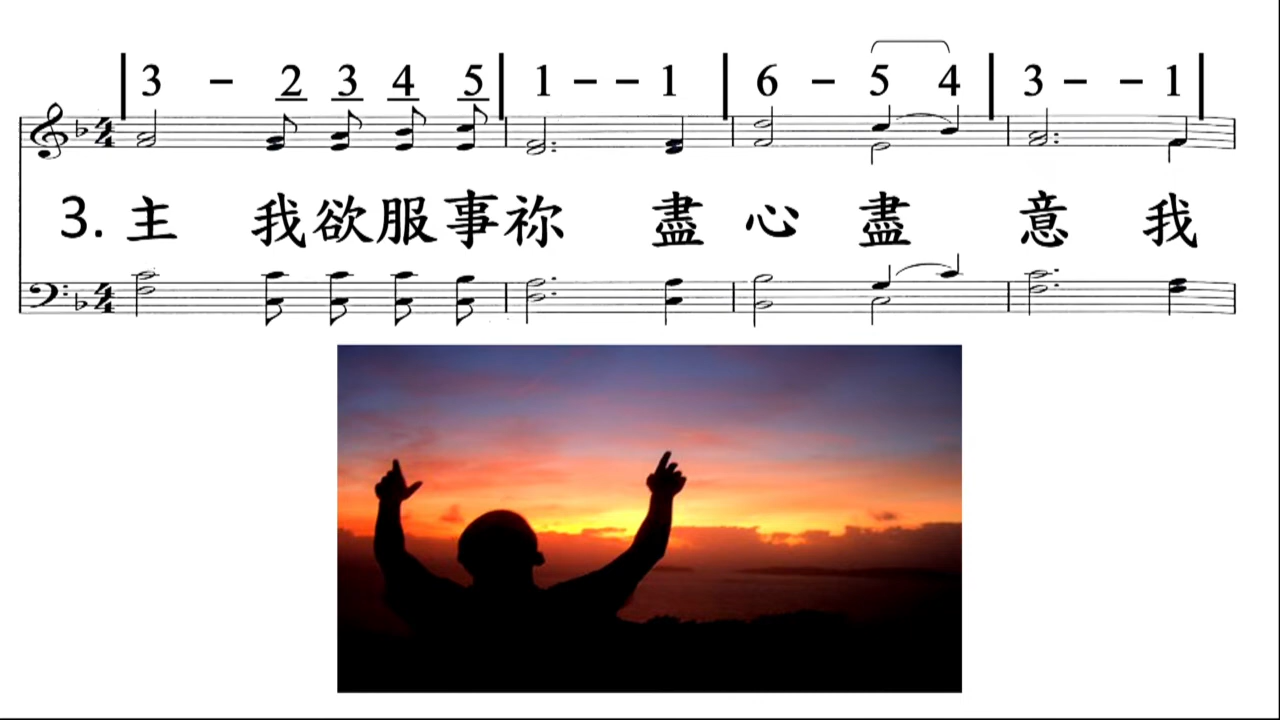 3 – 2 3 4 5 | 1 – – 1 | 6 – 5 4 | 3 – – 1
3. 主 我欲服事祢 盡 心 盡 意 我